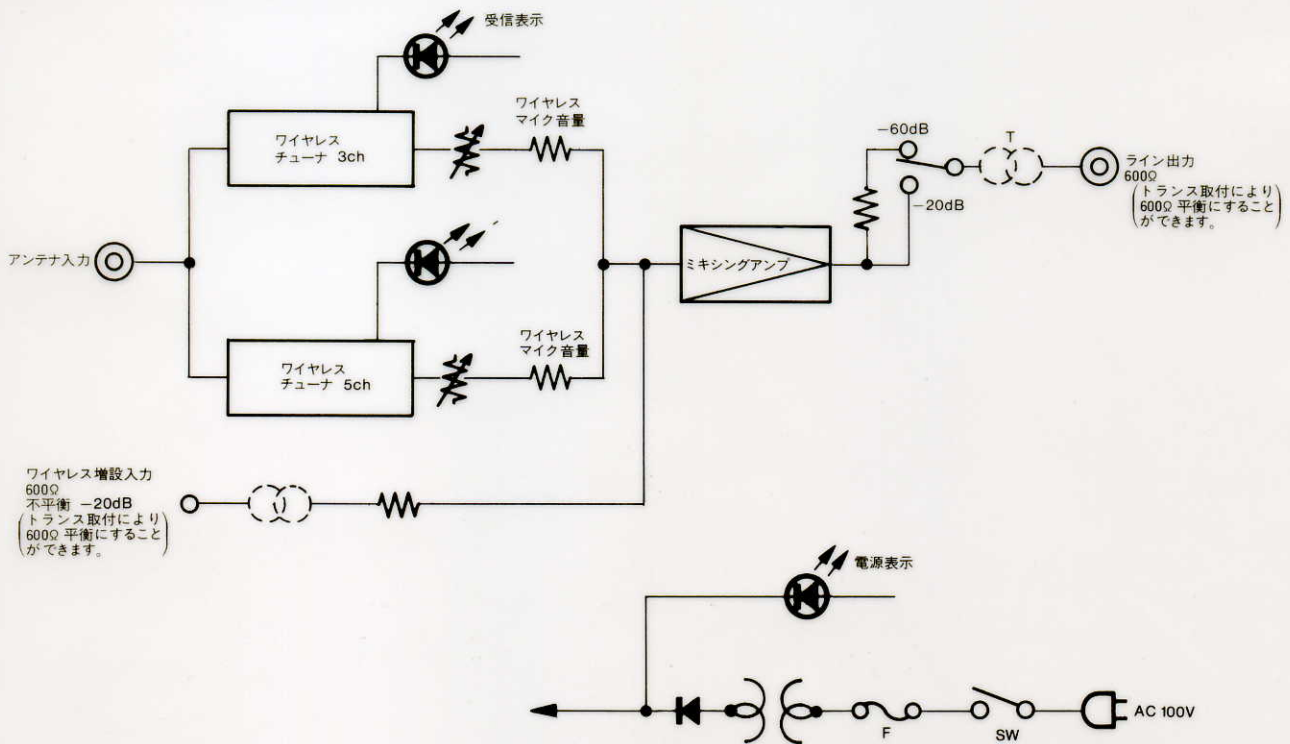 受信表示
ワイヤレス
チューナ 3ch
ワイヤレス
マイク音量
-60dB
T
-20dB
ライン出力
600Ω
(トランス取付により
600Ω 平衡にすること
ができます。)
アンテナ入力
ミキシングアンプ
ワイヤレス
チューナ 5ch
ワイヤレス
マイク音量
ワイヤレス増設入力
600Ω
不平衡 -20dB
(トランス取付により
600Ω 平衡にすること
ができます。)
電源表示
F
SW
AC 100V